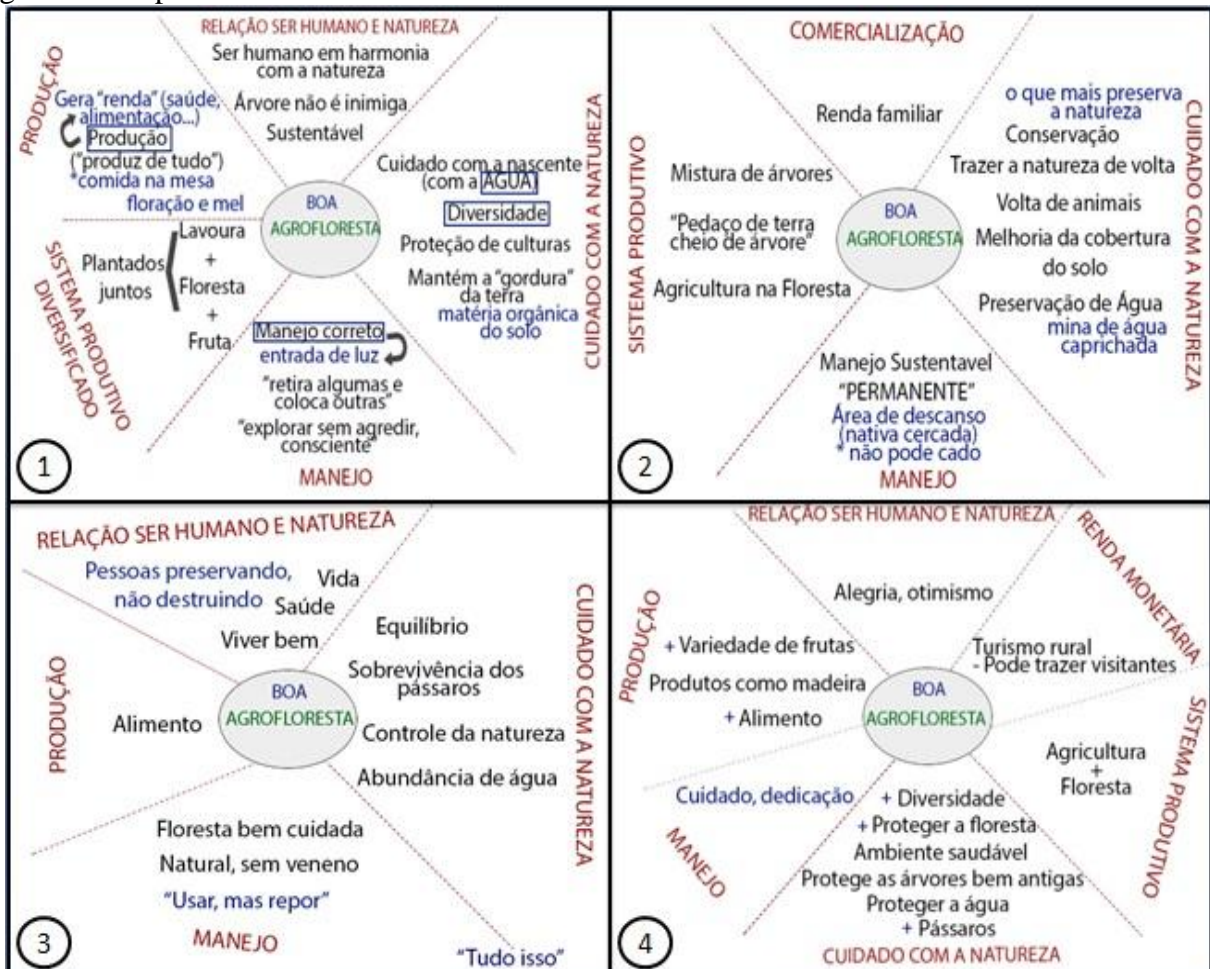 RELAÇÃO SER HUMANO E NATUREZA
Ser humano em harmonia
com a natureza
Árvore não é inimiga
Sustentável
PRODUÇÃO
Gera "renda" (saúde,
alimentação...)
Produção
("produz de tudo")
*comida na mesa
floração e mel
CUIDADO COM A NATUREZA
Cuidado com a nascente
(com a ÁGUA)
Diversidade
Proteção de culturas
Mantém a "gordura"
da terra
matéria orgânica
do solo
BOA
AGROFLORESTA
SISTEMA PRODUTIVO
DIVERSIFICADO
Plantados
juntos
Lavoura
+
Floresta
+
Fruta
Manejo correto
entrada de luz
"retira algumas e
coloca outras"
"explorar sem agredir,
consciente"
MANEJO
1
COMERCIALIZAÇÃO
Renda familiar
SISTEMA PRODUTIVO
Mistura de árvores
"Pedaço de terra
cheio de árvore"
Agricultura na Floresta
BOA
AGROFLORESTA
CUIDADO COM A NATUREZA
o que mais preserva
a natureza
Conservação
Trazer a natureza de volta
Volta de animais
Melhoria da cobertura
do solo
Preservação de Água
mina de água
caprichada
Manejo Sustentavel
"PERMANENTE"
Área de descanso
(nativa cercada)
* não pode cado
MANEJO
2
RELAÇÃO SER HUMANO E NATUREZA
Pessoas preservando,
não destruindo
Vida
Saúde
Viver bem
PRODUÇÃO
Alimento
BOA
AGROFLORESTA
CUIDADO COM A NATUREZA
Equilíbrio
Sobrevivência dos
pássaros
Controle da natureza
Abundância de água
Floresta bem cuidada
Natural, sem veneno
"Usar, mas repor"
MANEJO
"Tudo isso"
3
RELAÇÃO SER HUMANO E NATUREZA
Alegria, otimismo
RENDA MONETÁRIA
Turismo rural
- Pode trazer visitantes
PRODUÇÃO
+ Variedade de frutas
Produtos como madeira
+ Alimento
BOA
AGROFLORESTA
SISTEMA PRODUTIVO
Agricultura
+
Floresta
MANEJO
Cuidado, dedicação
+ Diversidade
+ Proteger a floresta
Ambiente saudável
Protege as árvores bem antigas
Proteger a água
+ Pássaros
CUIDADO COM A NATUREZA
4